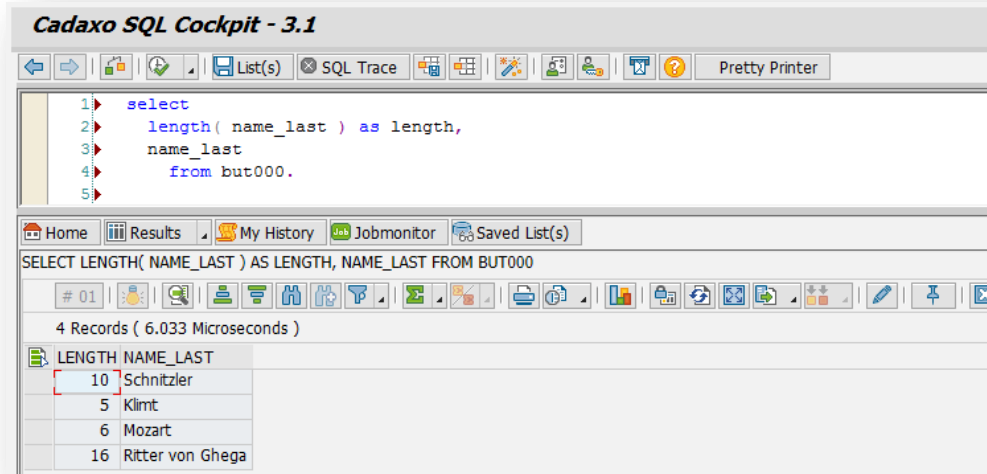 Cadaxo SQL Cockpit - 3.1
List(s) SQL Trace Pretty Printer
1 select
2 length( name_last ) as length,
3 name_last
4 from but000.
5
Home Results My History Job Jobmonitor Saved List(s)
SELECT LENGTH( NAME_LAST ) AS LENGTH, NAME_LAST FROM BUT000
# 01
4 Records ( 6.033 Microseconds )
LENGTH NAME_LAST
10 Schnitzler
5 Klimt
6 Mozart
16 Ritter von Ghega